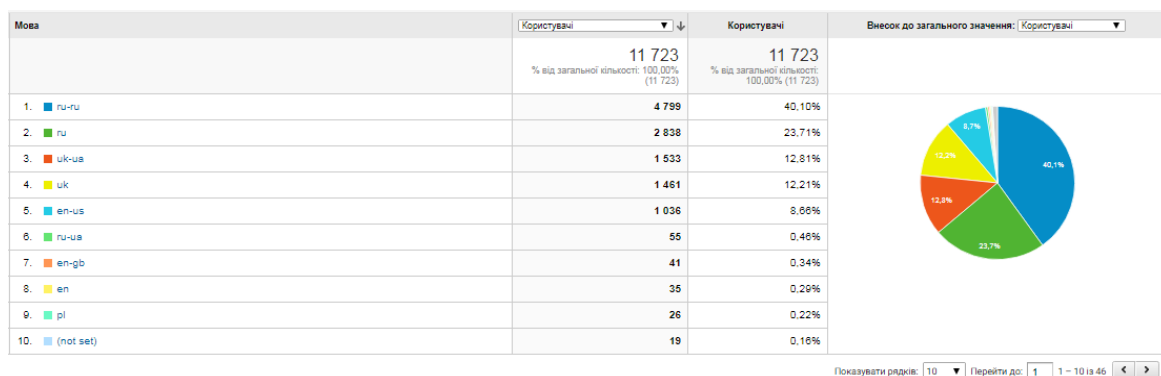 Мова Користувачі Користувачі Внесок до загального значення: Користувачі
11 723 11 723
% від загальної кількості: 100,00% % від загальної кількості:
(11 723) 100,00% (11 723)
1. ru-ru 4 799 40,10%
2. ru 2 838 23,71%
3. uk-ua 1 533 12,81%
4. uk 1 461 12,21%
5. en-us 1 036 8,66%
6. ru-ua 55 0,46%
7. en-gb 41 0,34%
8. en 35 0,29%
9. pl 26 0,22%
10. (not set) 19 0,16%
8,7%
12,2%
40,1%
12,8%
23,7%
Показувати рядків: 10 Перейти до: 1 1 – 10 із 46